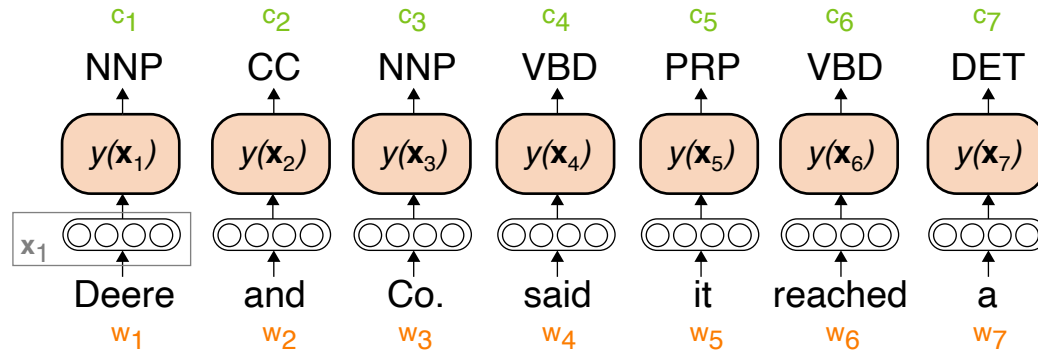 c1 c2 c3 c4 c5 c6 c7
NNP CC NNP VBD PRP VBD DET
y(x1) y(x2) y(x3) y(x4) y(x5) y(x6) y(x7)
x1
Deere and Co. said it reached a
w1 w2 w3 w4 w5 w6 w7